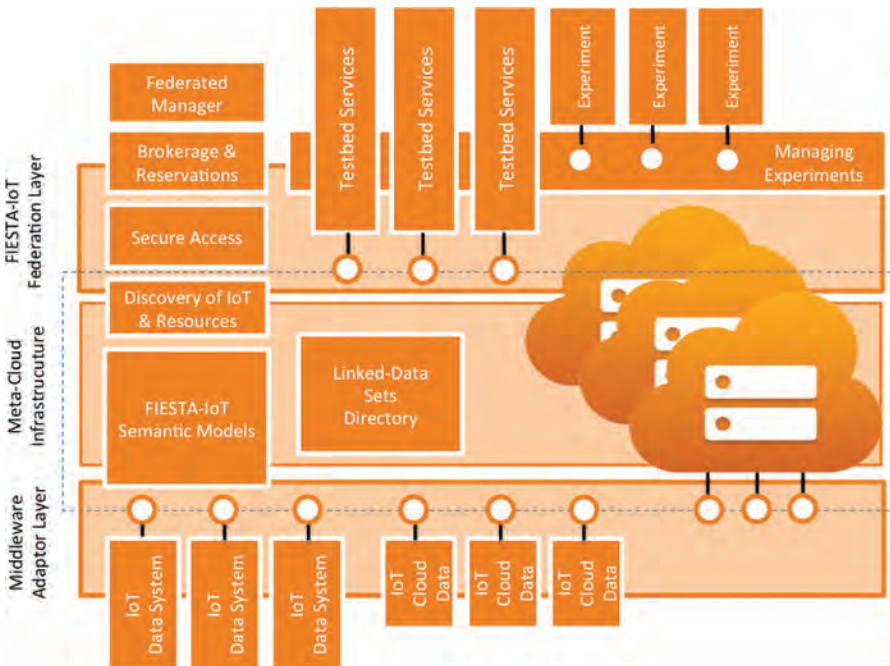 Federated
Manager
Brokerage &
Reservations
Secure Access
Discovery of IoT
& Resources
FIESTA-IoT
Semantic Models
Testbed Services
Testbed Services
Testbed Services
Experiment
Experiment
Experiment
Managing
Experiments
Linked-Data
Sets
Directory
FIESTA-IoT
Federation Layer
Meta-Cloud
Infrastrucuture
Middleware
Adaptor Layer
IoT
Data System
IoT
Data System
IoT
Data System
IoT
Cloud
Data
IoT
Cloud
Data
IoT
Cloud
Data